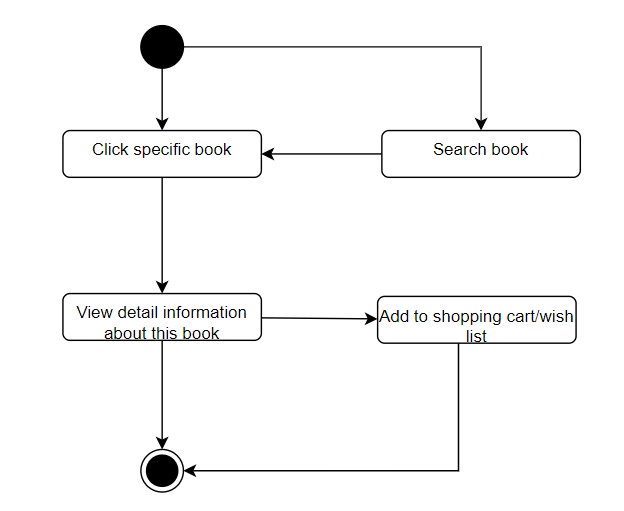 Click specific book
Search book
View detail information
about this book
Add to shopping cart/wish
list